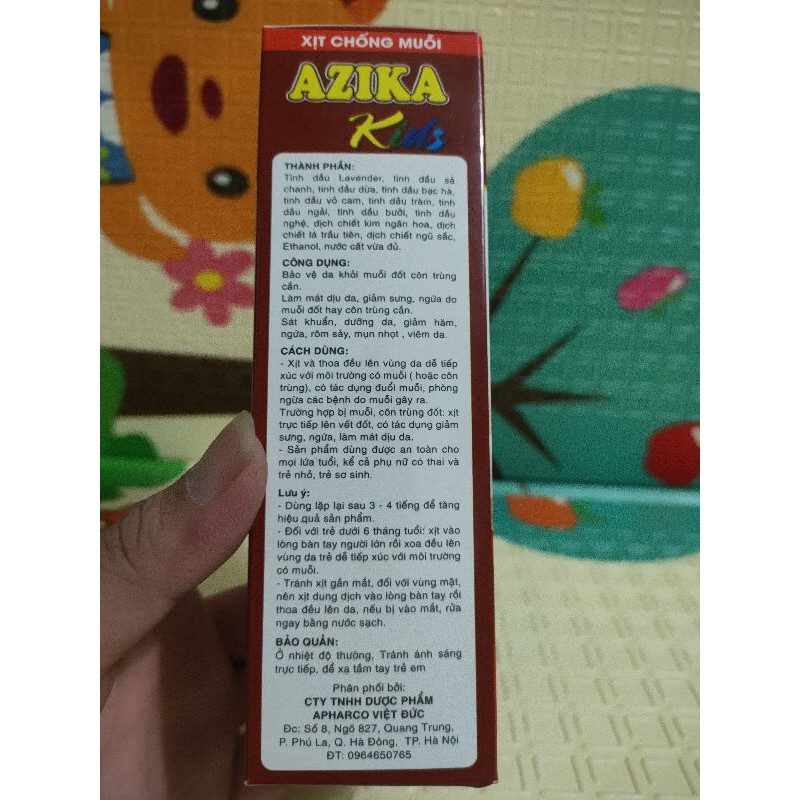 XỊT CHỐNG MUỖI
AZIKA
Kids
THÀNH PHẦN:
Tinh dầu Lavender, tinh dầu sả
chanh, tinh dầu dừa, tinh dầu bạc hà,
tinh dầu vỏ cam, tinh dầu tràm, tinh
dầu ngải, tinh dầu bưởi, tinh dầu
nghệ, dịch chiết kim ngân hoa, dịch
chiết lá trầu tiên, dịch chiết ngũ sắc,
Ethanol, nước cất vừa đủ.
CÔNG DỤNG:
Bảo vệ da khỏi muỗi đốt côn trùng
cắn.
Làm mát dịu da, giảm sưng, ngứa do
muỗi đốt hay côn trùng cắn.
Sát khuẩn, dưỡng da, giảm hăm,
ngứa, rôm sảy, mụn nhọt , viêm da.
CÁCH DÙNG:
- Xịt và thoa đều lên vùng da dễ tiếp
xúc với môi trường có muỗi ( hoặc côn
trùng), có tác dụng đuổi muỗi, phòng
ngừa các bệnh do muỗi gây ra.
Trường hợp bị muỗi, côn trùng đốt: xịt
trực tiếp lên vết đốt, có tác dụng giảm
sưng, ngứa, làm mát dịu da.
- Sản phẩm dùng được an toàn cho
mọi lứa tuổi, kể cả phụ nữ có thai và
trẻ nhỏ, trẻ sơ sinh.
Lưu ý:
- Dùng lặp lại sau 3 - 4 tiếng để tăng
hiệu quả sản phẩm.
- Đối với trẻ dưới 6 tháng tuổi: xịt vào
lòng bàn tay người lớn rồi xoa đều lên
vùng da trẻ dễ tiếp xúc với môi trường
có muỗi.
- Tránh xịt gần mắt, đối với vùng mặt,
nên xịt dung dịch vào lòng bàn tay rồi
thoa đều lên da, nếu bị vào mắt, rửa
ngay bằng nước sạch.
BẢO QUẢN:
Ở nhiệt độ thường, Tránh ánh sáng
trực tiếp, để xa tầm tay trẻ em
Phân phối bởi:
CTY TNHH DƯỢC PHẨM
APHARCO VIỆT ĐỨC
Đc: Số 8, Ngõ 827, Quang Trung,
P. Phú La, Q. Hà Đông, TP. Hà Nội
ĐT: 0964650765